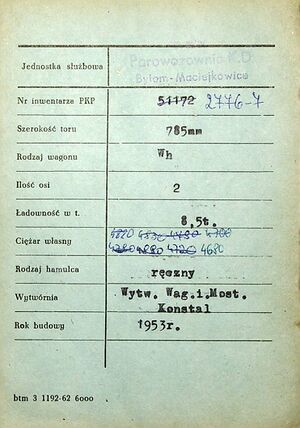 Parowozownia K.D.
Jednostka służbowa Bytom-Maciejkowice
Nr inwentarza PKP 51172 2776-7
Szerokość toru 785mm
Rodzaj wagonu Wh
Ilość osi 2
Ładowność w t. 8,5t.
4700
Ciężar własny 4680
Rodzaj hamulca ręczny
Wytwórnia Wytw. Wag.i.Most.
Konstal
Rok budowy 1953r.
btm 3 1192-62 6000